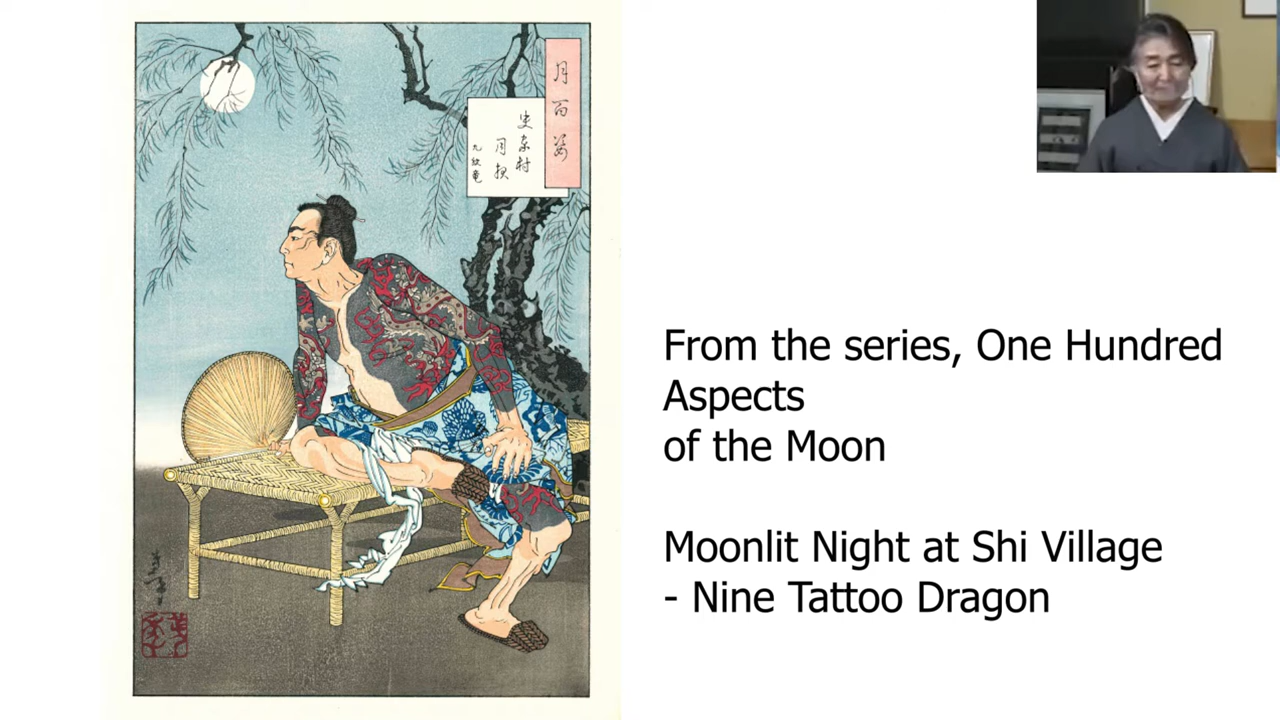 月百姿
史家村
月夜
九紋竜
From the series, One Hundred
Aspects
of the Moon
Moonlit Night at Shi Village
- Nine Tattoo Dragon